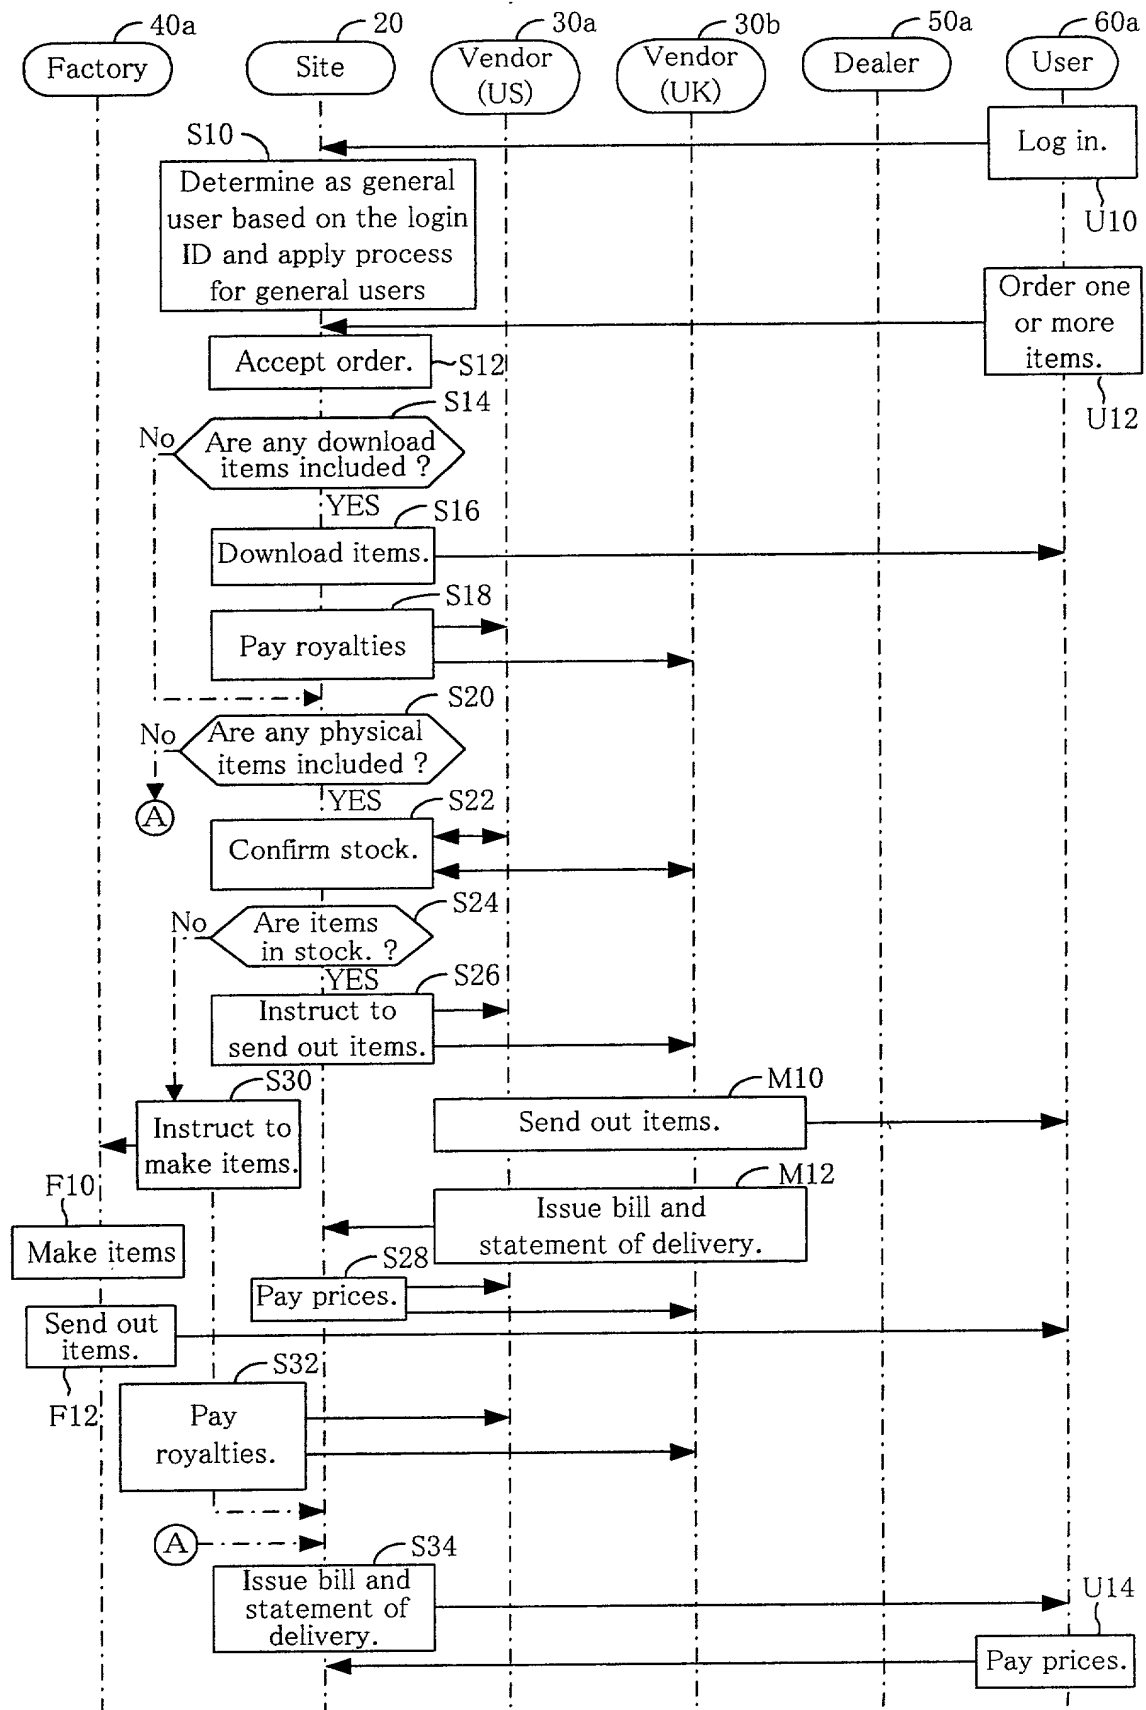 40a
20
30a
30b
50a
60a
Factory
Site
Vendor
(US)
Vendor
(UK)
Dealer
User
S10
Log in.
U10
Determine as general
user based on the login
ID and apply process
for general users
Order one
or more
items.
U12
Accept order.
S12
S14
No
Are any download
items included ?
YES
S16
Download items.
S18
Pay royalties
S20
No
Are any physical
items included ?
A
YES
S22
Confirm stock.
S24
No
Are items
in stock. ?
YES
S26
Instruct to
send out items.
S30
Instruct to
make items.
M10
Send out items.
F10
Make items
M12
Issue bill and
statement of delivery.
S28
Pay prices.
Send out
items.
F12
S32
Pay
royalties.
A
S34
Issue bill and
statement of
delivery.
U14
Pay prices.